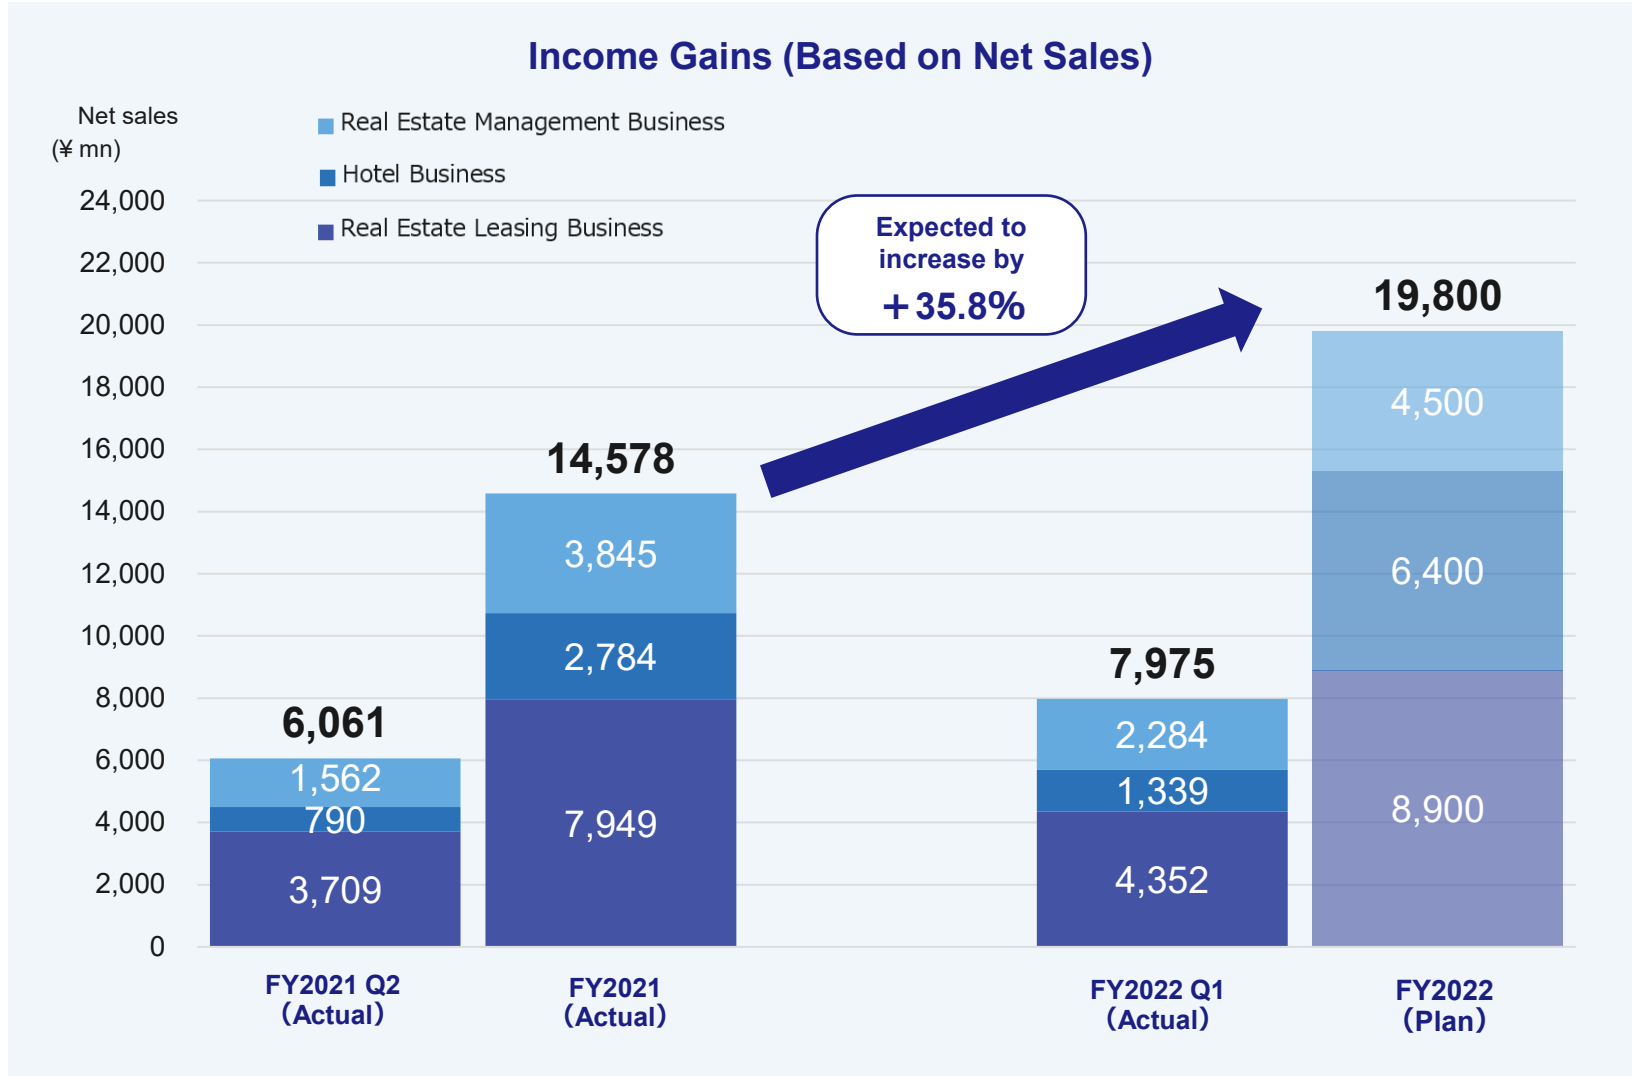 Income Gains (Based on Net Sales)
Net sales
(¥ mn)
Real Estate Management Business
Hotel Business
Real Estate Leasing Business
24,000
22,000
20,000
18,000
16,000
14,000
12,000
10,000
8,000
6,000
4,000
2,000
0
Expected to
increase by
＋35.8%
6,061
1,562
790
3,709
14,578
3,845
2,784
7,949
7,975
2,284
1,339
4,352
19,800
4,500
6,400
8,900
FY2021 Q2
（Actual）
FY2021
（Actual）
FY2022 Q1
（Actual）
FY2022
（Plan）